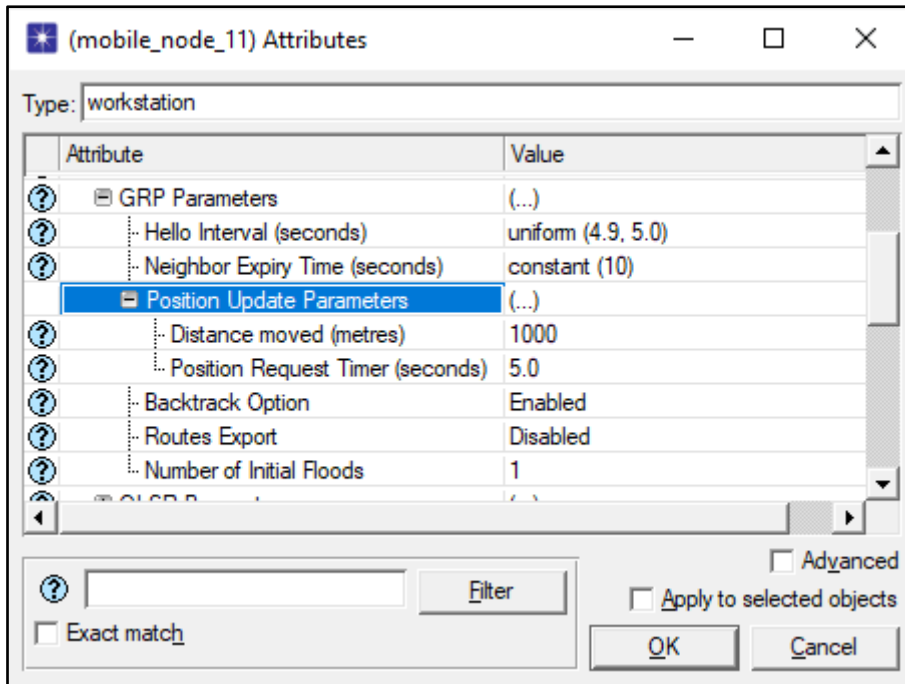 (mobile_node_11) Attributes
Type: workstation
Attribute Value
GRP Parameters (...)
Hello Interval (seconds) uniform (4.9, 5.0)
Neighbor Expiry Time (seconds) constant (10)
Position Update Parameters (...)
Distance moved (metres) 1000
Position Request Timer (seconds) 5.0
Backtrack Option Enabled
Routes Export Disabled
Number of Initial Floods 1
Advanced
Filter
Apply to selected objects
Exact match
OK Cancel